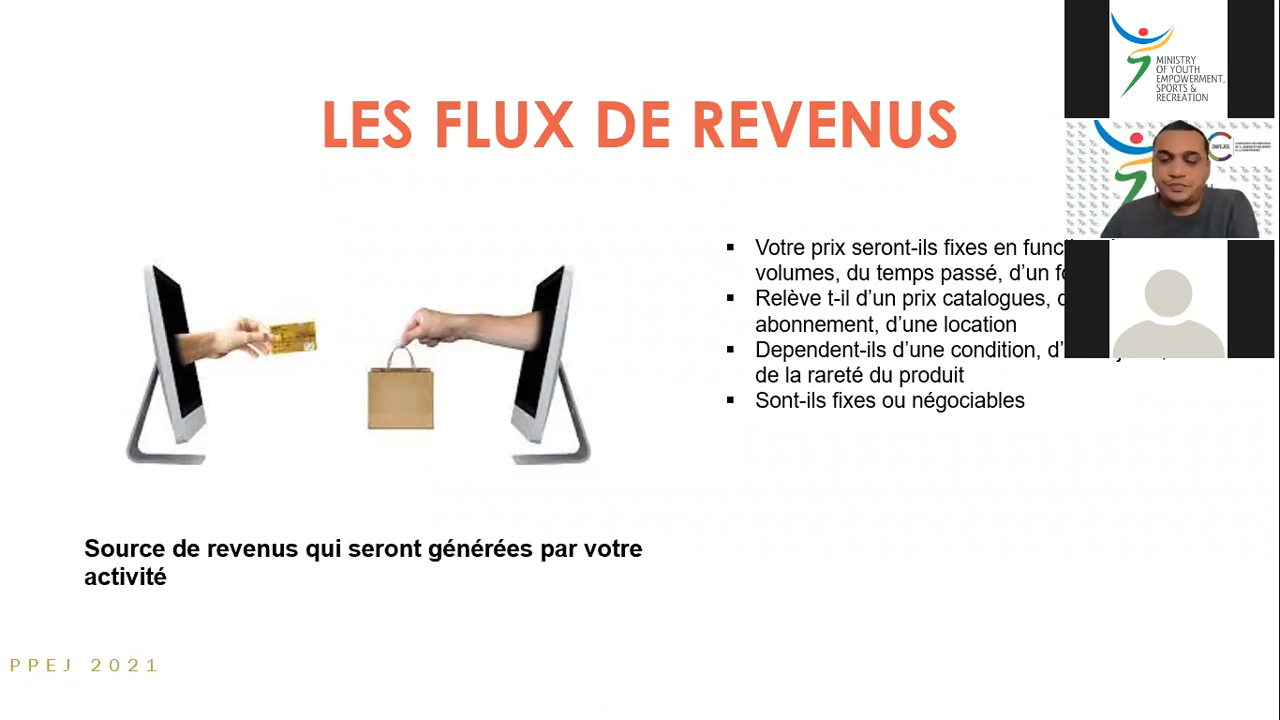 LES FLUX DE REVENUS
MINISTRY
OF YOUTH
EMPOWERMENT,
SPORTS &
RECREATION
Votre prix seront-ils fixes en
volumes, du temps passé, d’un
Relève t-il d’un prix catalogues,
abonnement, d’une location
Dependent-ils d’une condition,
de la rareté du produit
Sont-ils fixes ou négociables
Source de revenus qui seront générées par votre
activité
PPEJ 2021